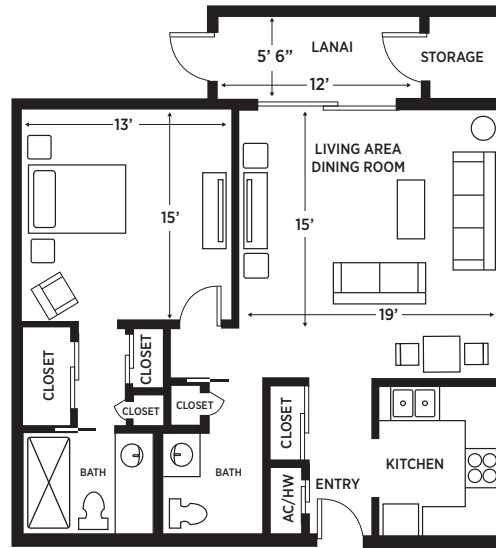 LANAI
5' 6"
12'
STORAGE
13'
15'
LIVING AREA
DINING ROOM
15'
19'
CLOSET
CLOSET
CLOSET
CLOSET
CLOSET
BATH
BATH
AC/HW
ENTRY
KITCHEN